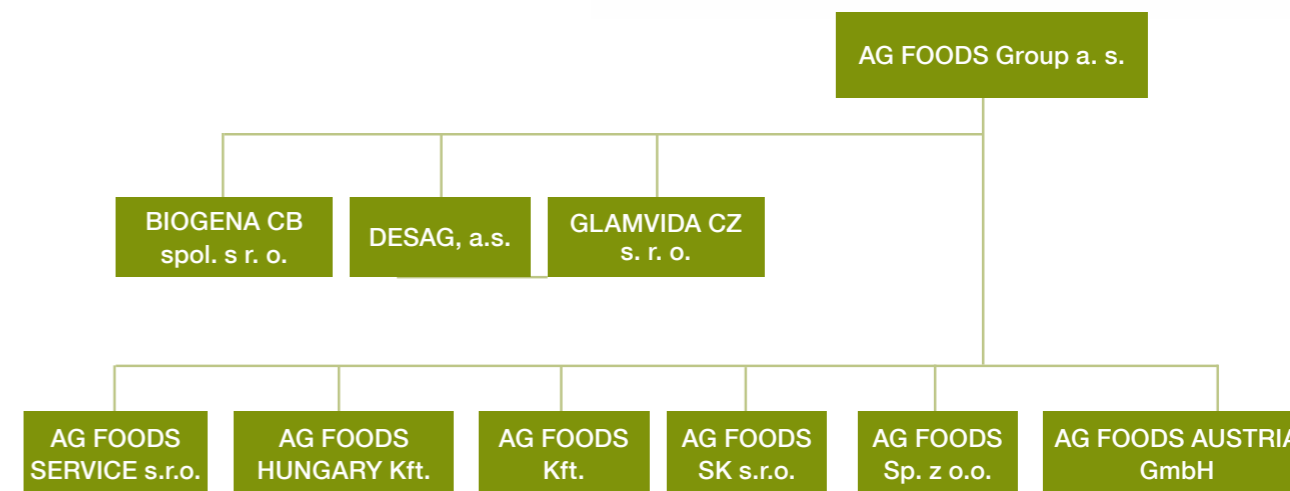 AG FOODS Group a. s.
BIOGENA CB
spol. s r. o.
DESAG, a.s.
GLAMVIDA CZ
s. r. o.
AG FOODS
SERVICE s.r.o.
AG FOODS
HUNGARY Kft.
AG FOODS
Kft.
AG FOODS
SK s.r.o.
AG FOODS
Sp. z o.o.
AG FOODS AUSTRIA
GmbH